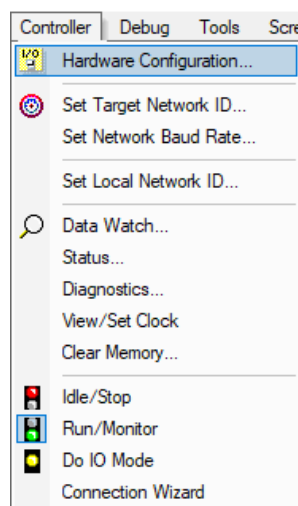 Controller Debug Tools Scre
I/O
Hardware Configuration...
Set Target Network ID...
Set Network Baud Rate...
Set Local Network ID...
Data Watch...
Status...
Diagnostics...
View/Set Clock
Clear Memory...
Idle/Stop
Run/Monitor
Do IO Mode
Connection Wizard